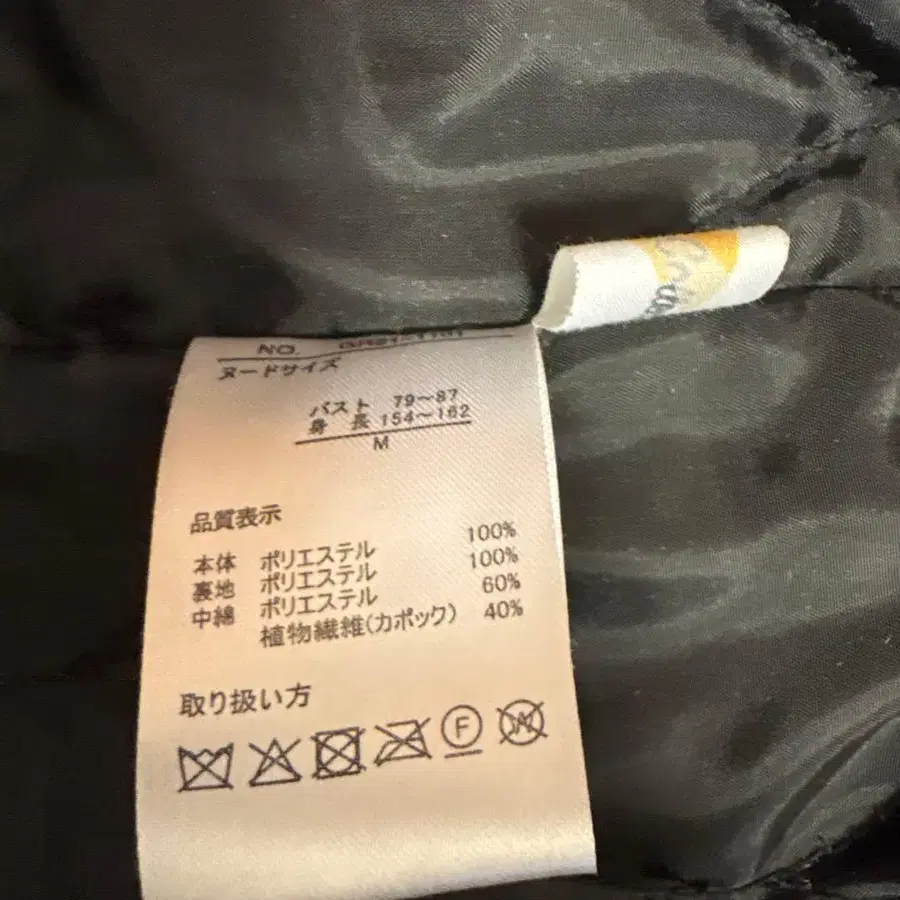 NO.
ヌードサイズ
バスト 79〜87
身長 154〜162
M
品質表示
本体 ポリエステル 100%
裏地 ポリエステル 100%
中綿 ポリエステル 60%
植物繊維(カポック) 40%
取り扱い方
F
W